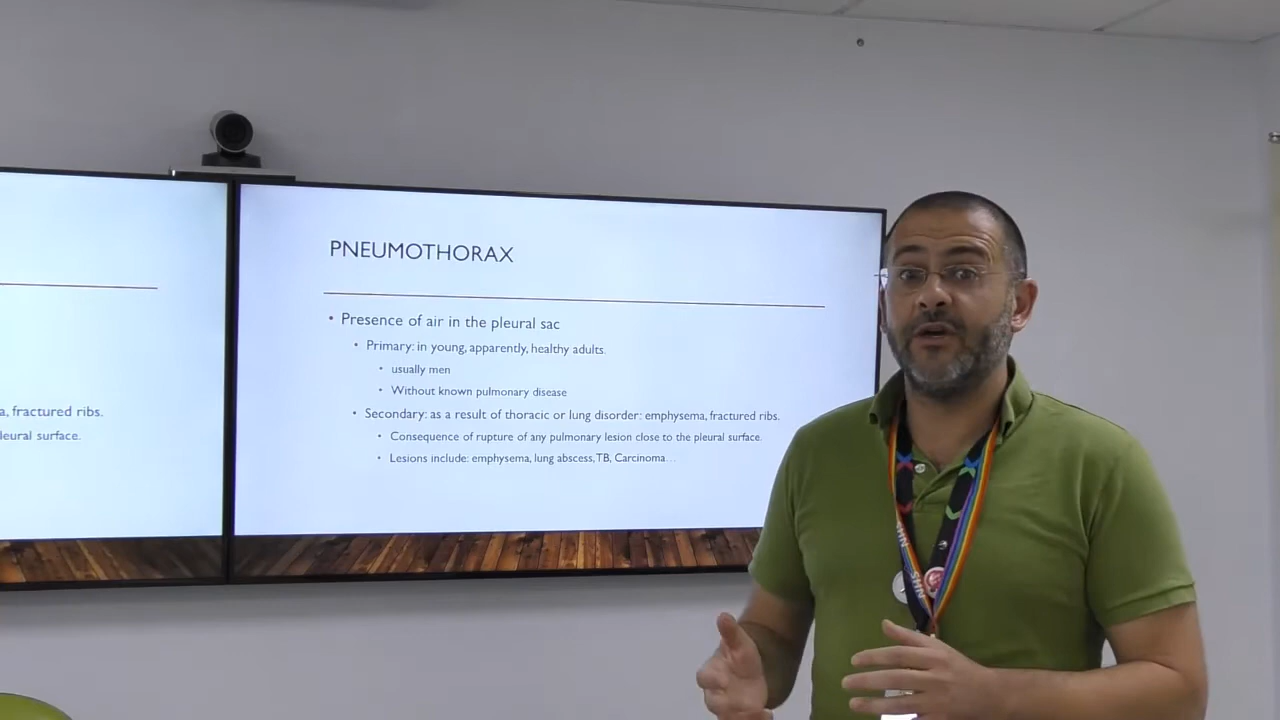 PNEUMOTHORAX
• Presence of air in the pleural sac
• Primary: in young, apparently, healthy adults.
• usually men
• Without known pulmonary disease
• Secondary: as a result of thoracic or lung disorder: emphysema, fractured ribs.
• Consequence of rupture of any pulmonary lesion close to the pleural surface.
• Lesions include: emphysema, lung abscess, TB, Carcinoma…
a, fractured ribs.
leural surface.
NHS
NHS